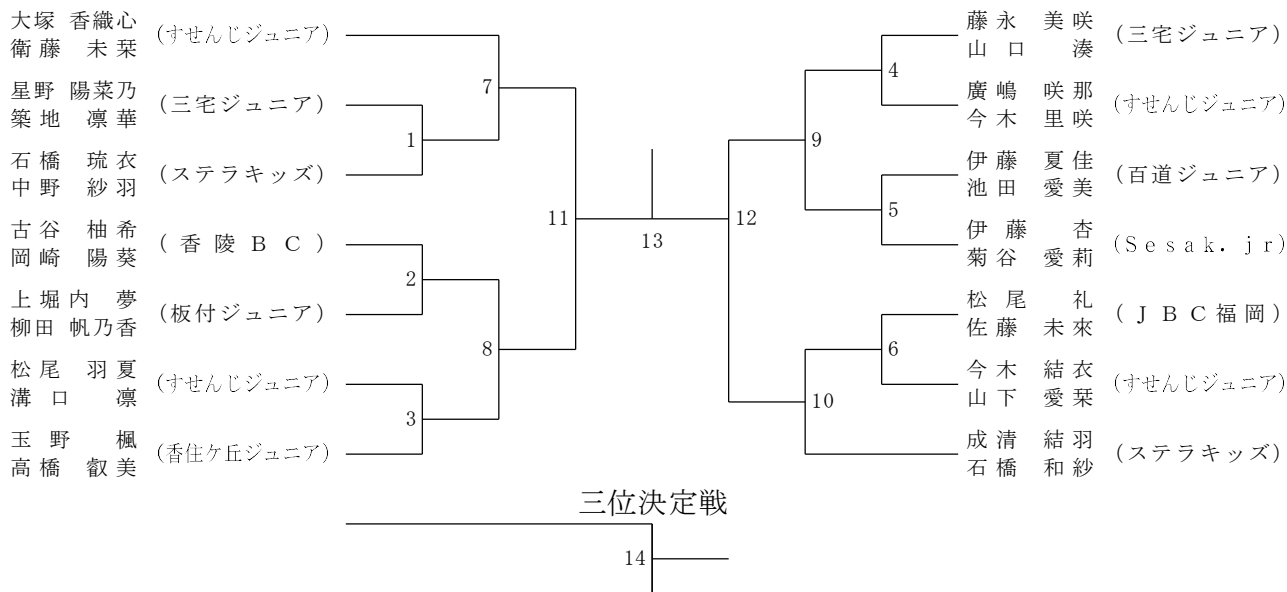 大塚 香織心
衛藤 未栞
(すせんじジュニア)
星野 陽菜乃
築地 凛華
(三宅ジュニア)
石橋 琉衣
中野 紗羽
(ステラキッズ)
古谷 柚希
岡崎 陽葵
(香陵BC)
上堀内 夢
柳田 帆乃香
(板付ジュニア)
松尾 羽夏
溝口 凛
(すせんじジュニア)
玉野 楓
高橋 叡美
(香住ケ丘ジュニア)
7
1
11
2
8
3
13
12
4
9
5
6
10
藤永 美咲
山口 湊
(三宅ジュニア)
廣嶋 咲那
今木 里咲
(すせんじジュニア)
伊藤 夏佳
池田 愛美
(百道ジュニア)
伊藤 杏
菊谷 愛莉
(Sesak.jr)
松尾 礼
佐藤 未來
(JBC福岡)
今木 結衣
山下 愛栞
(すせんじジュニア)
成清 結羽
石橋 和紗
(ステラキッズ)
三位決定戦
14